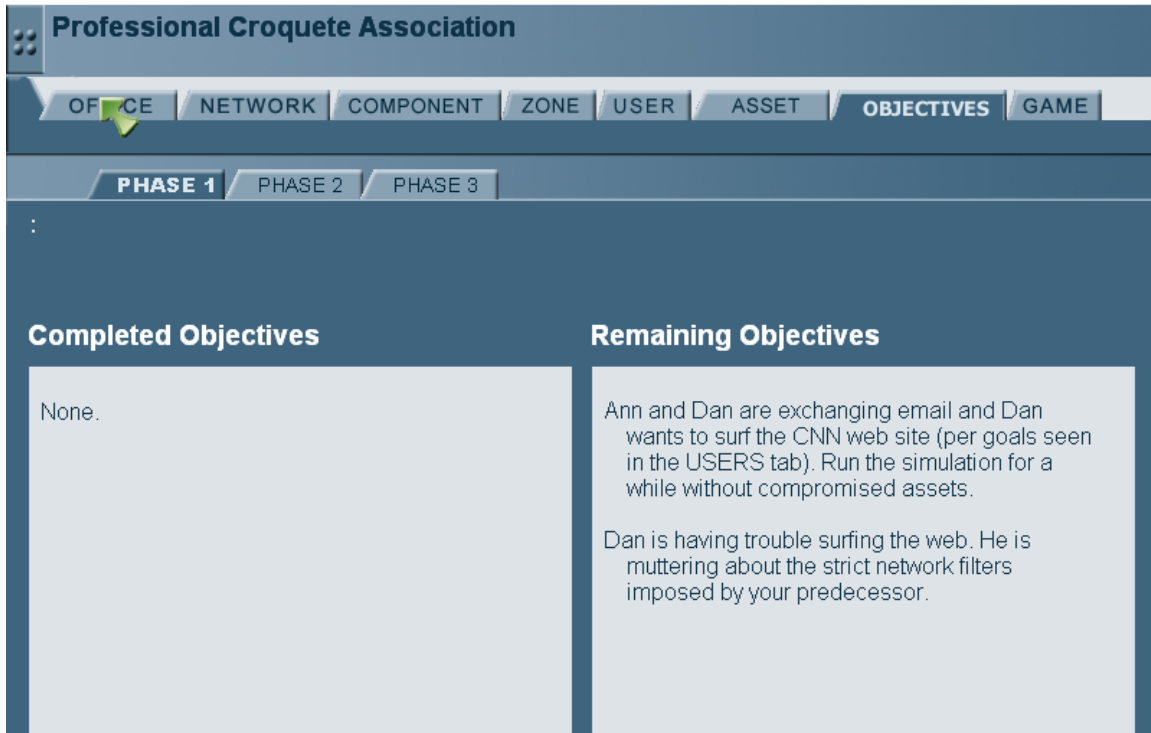 Professional Croquete Association
OFFICE NETWORK COMPONENT ZONE USER ASSET OBJECTIVES GAME
PHASE 1 PHASE 2 PHASE 3
:
Completed Objectives
Remaining Objectives
None.
Ann and Dan are exchanging email and Dan
wants to surf the CNN web site (per goals seen
in the USERS tab). Run the simulation for a
while without compromised assets.
Dan is having trouble surfing the web. He is
muttering about the strict network filters
imposed by your predecessor.